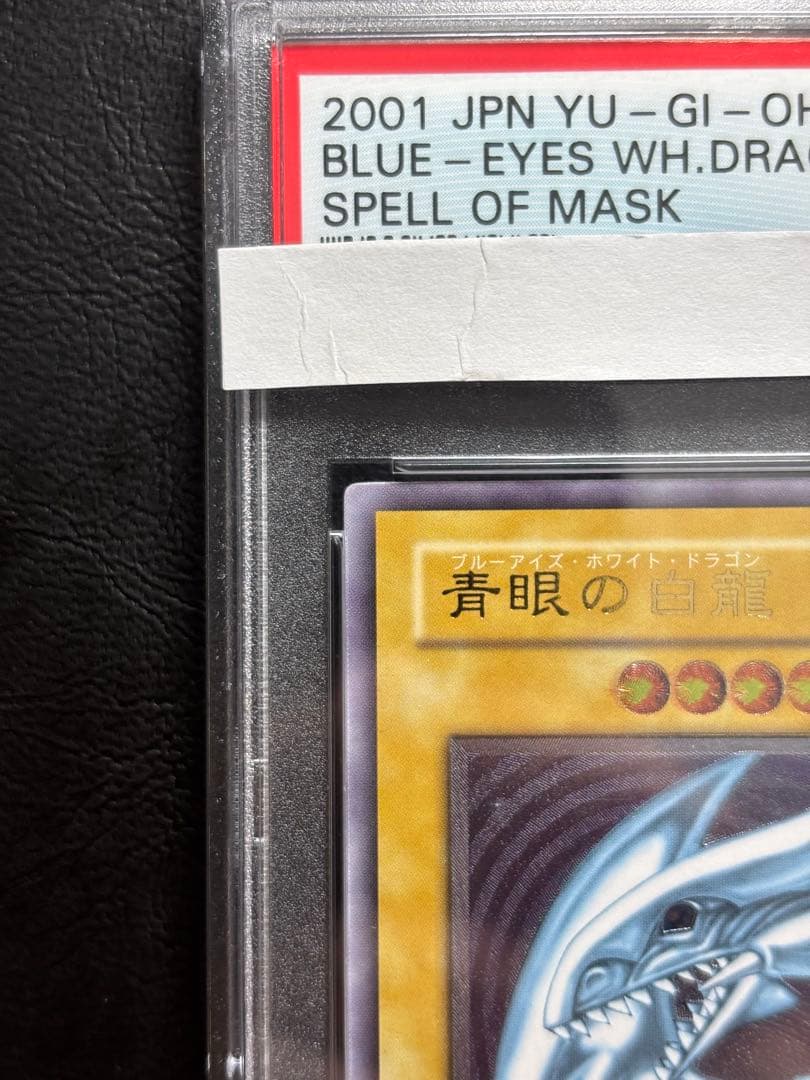 2001 JPN YU-GI-OH
BLUE-EYES WH.DRAG
SPELL OF MASK
ブルーアイズ・ホワイト・ドラゴン
青眼の白龍